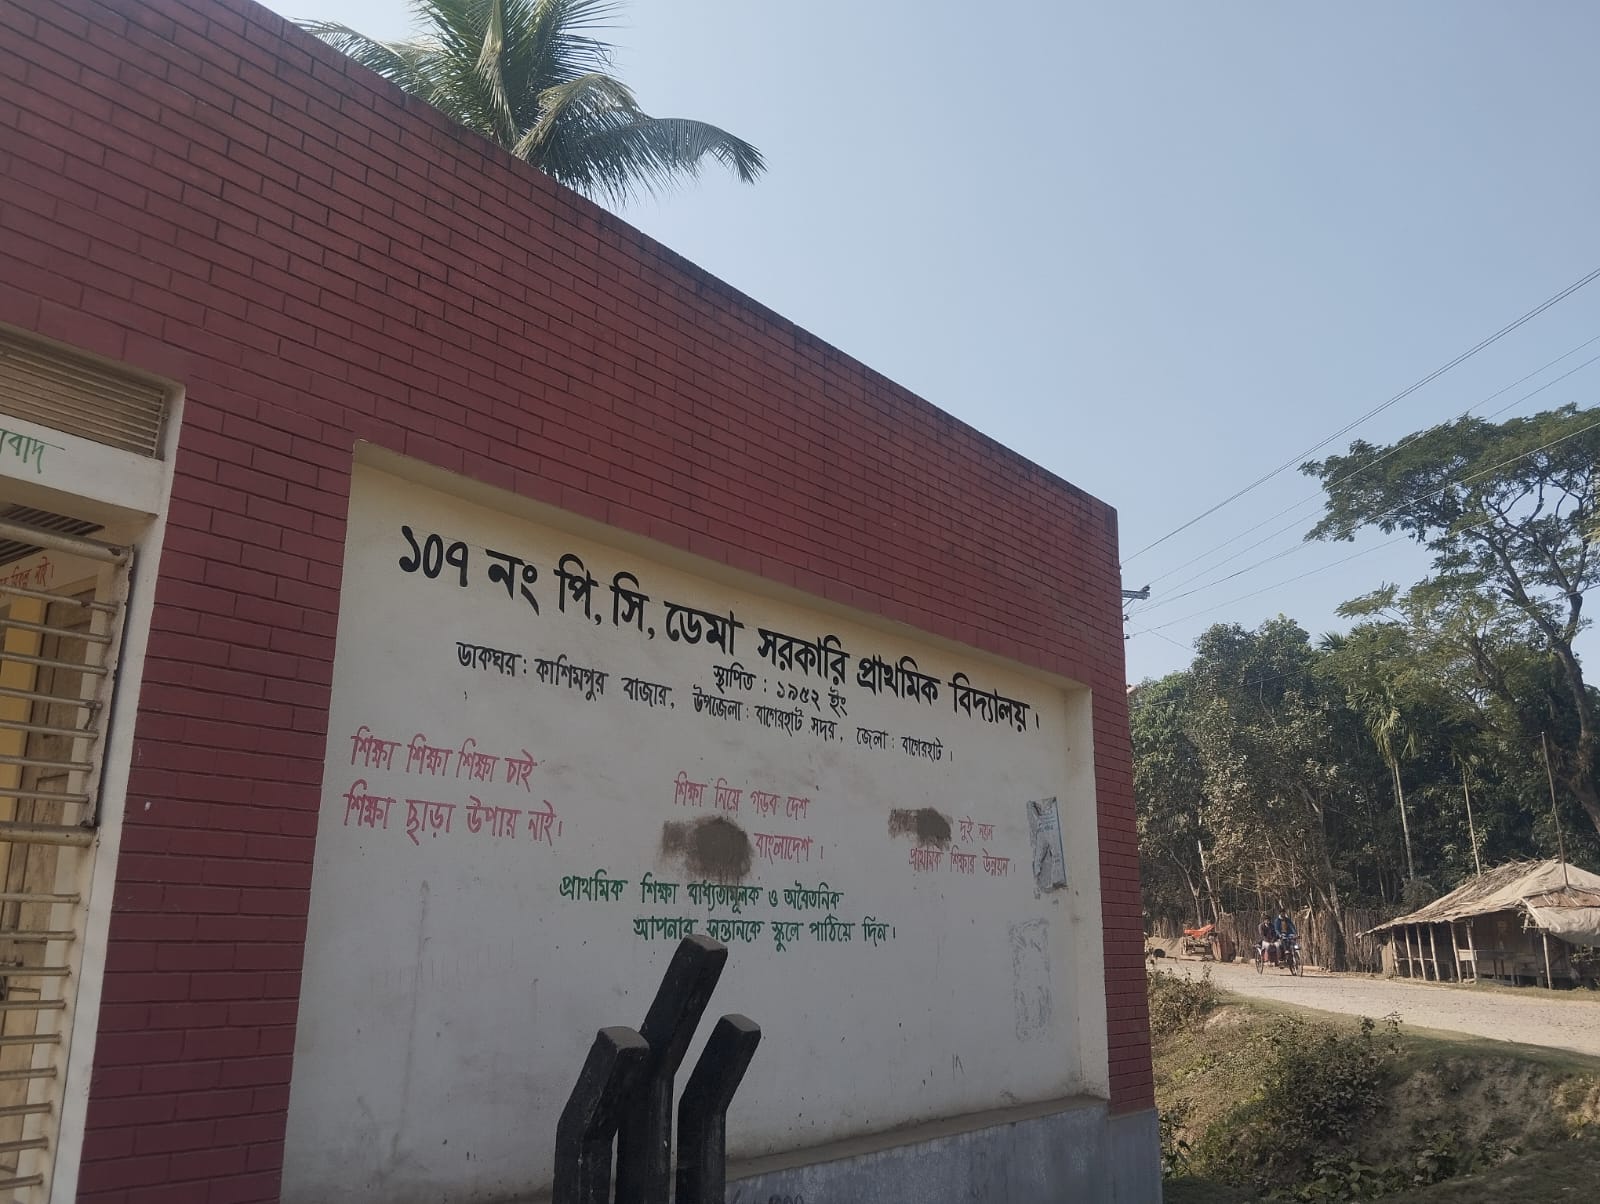 ১০৭ নং পি, সি, ডেমা সরকারি প্রাথমিক বিদ্যালয়।
স্থাপিত : ১৯৫২ ইং
ডাকঘর : কাশিমপুর বাজার, উপজেলা : বাগেরহাট সদর, জেলা : বাগেরহাট।
শিক্ষা শিক্ষা শিক্ষা চাই
শিক্ষা ছাড়া উপায় নাই।
শিক্ষা নিয়ে গড়ব দেশ
বাংলাদেশ।
দুই নয়ন
প্রাথমিক শিক্ষার উন্নয়ন।
প্রাথমিক শিক্ষা বাধ্যতামূলক ও অবৈতনিক
আপনার সন্তানকে স্কুলে পাঠিয়ে দিন।